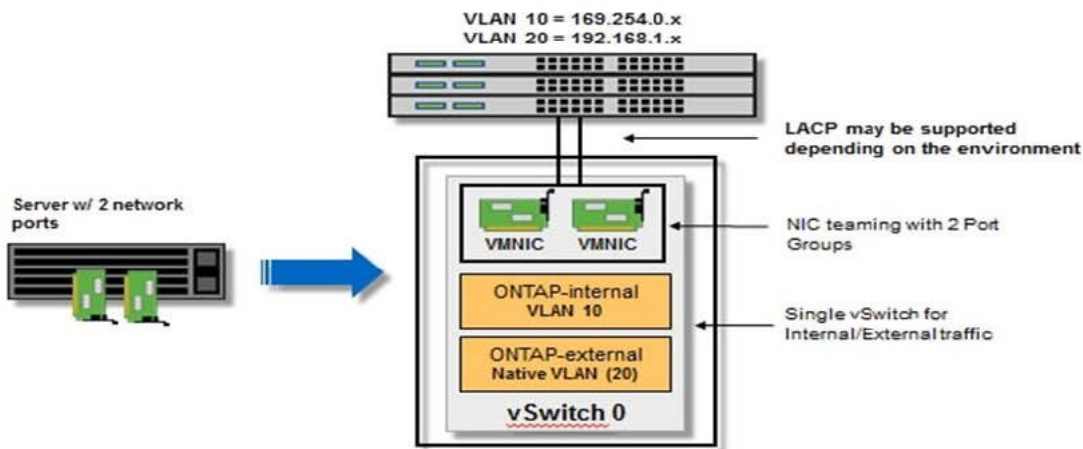 VLAN 10 = 169.254.0.x
VLAN 20 = 192.168.1.x
LACP may be supported
depending on the environment
Server w/ 2 network
ports
VMNIC
VMNIC
NIC teaming with 2 Port
Groups
ONTAP-internal
VLAN 10
Single vSwitch for
Internal/External traffic
ONTAP-external
Native VLAN (20)
vSwitch 0